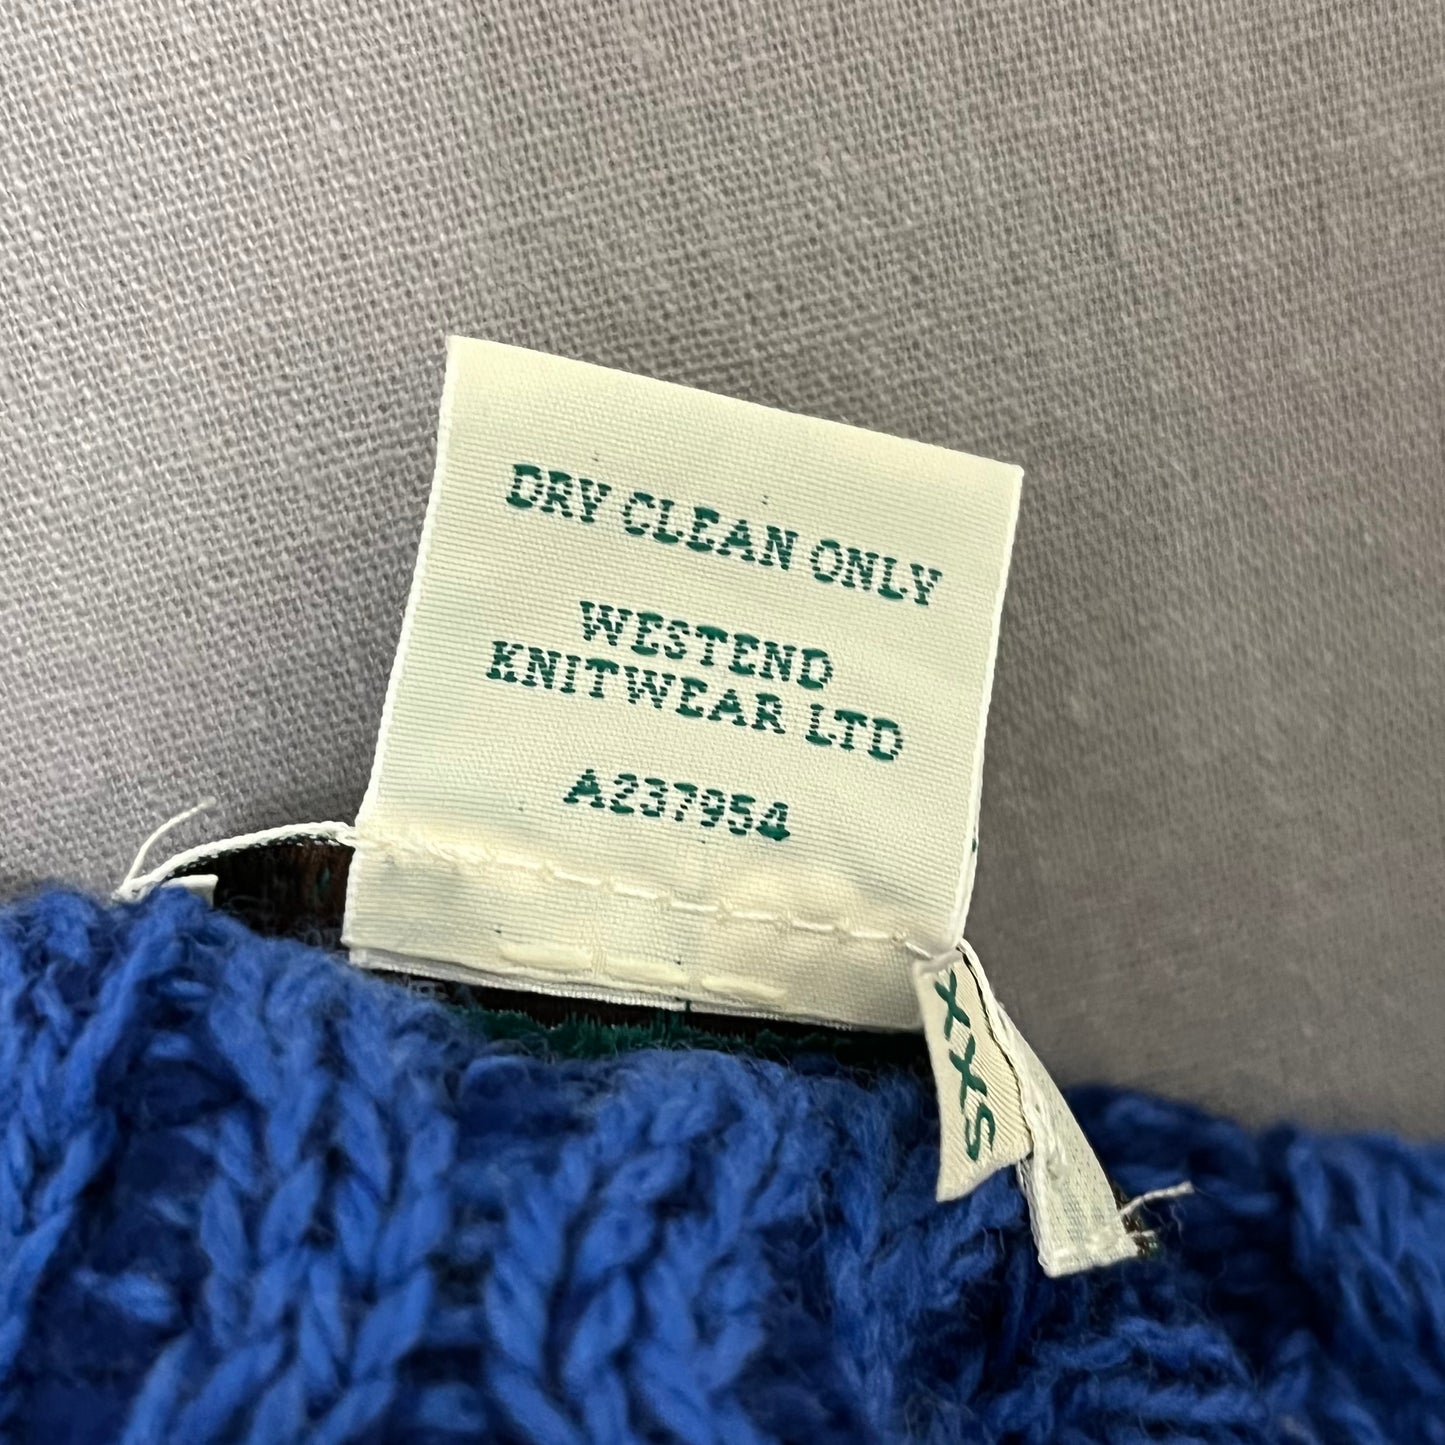 DRY CLEAN ONLY
WESTEND
KNITWEAR LTD
A237954
XXS